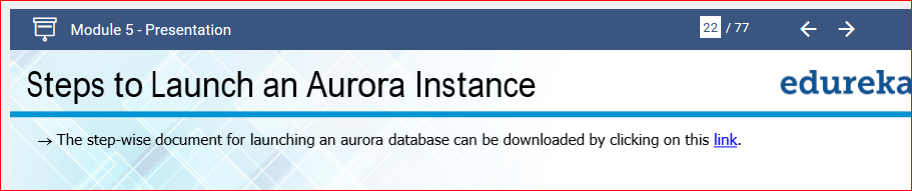 Module 5 - Presentation
22 / 77
Steps to Launch an Aurora Instance
edureka
→ The step-wise document for launching an aurora database can be downloaded by clicking on this link.